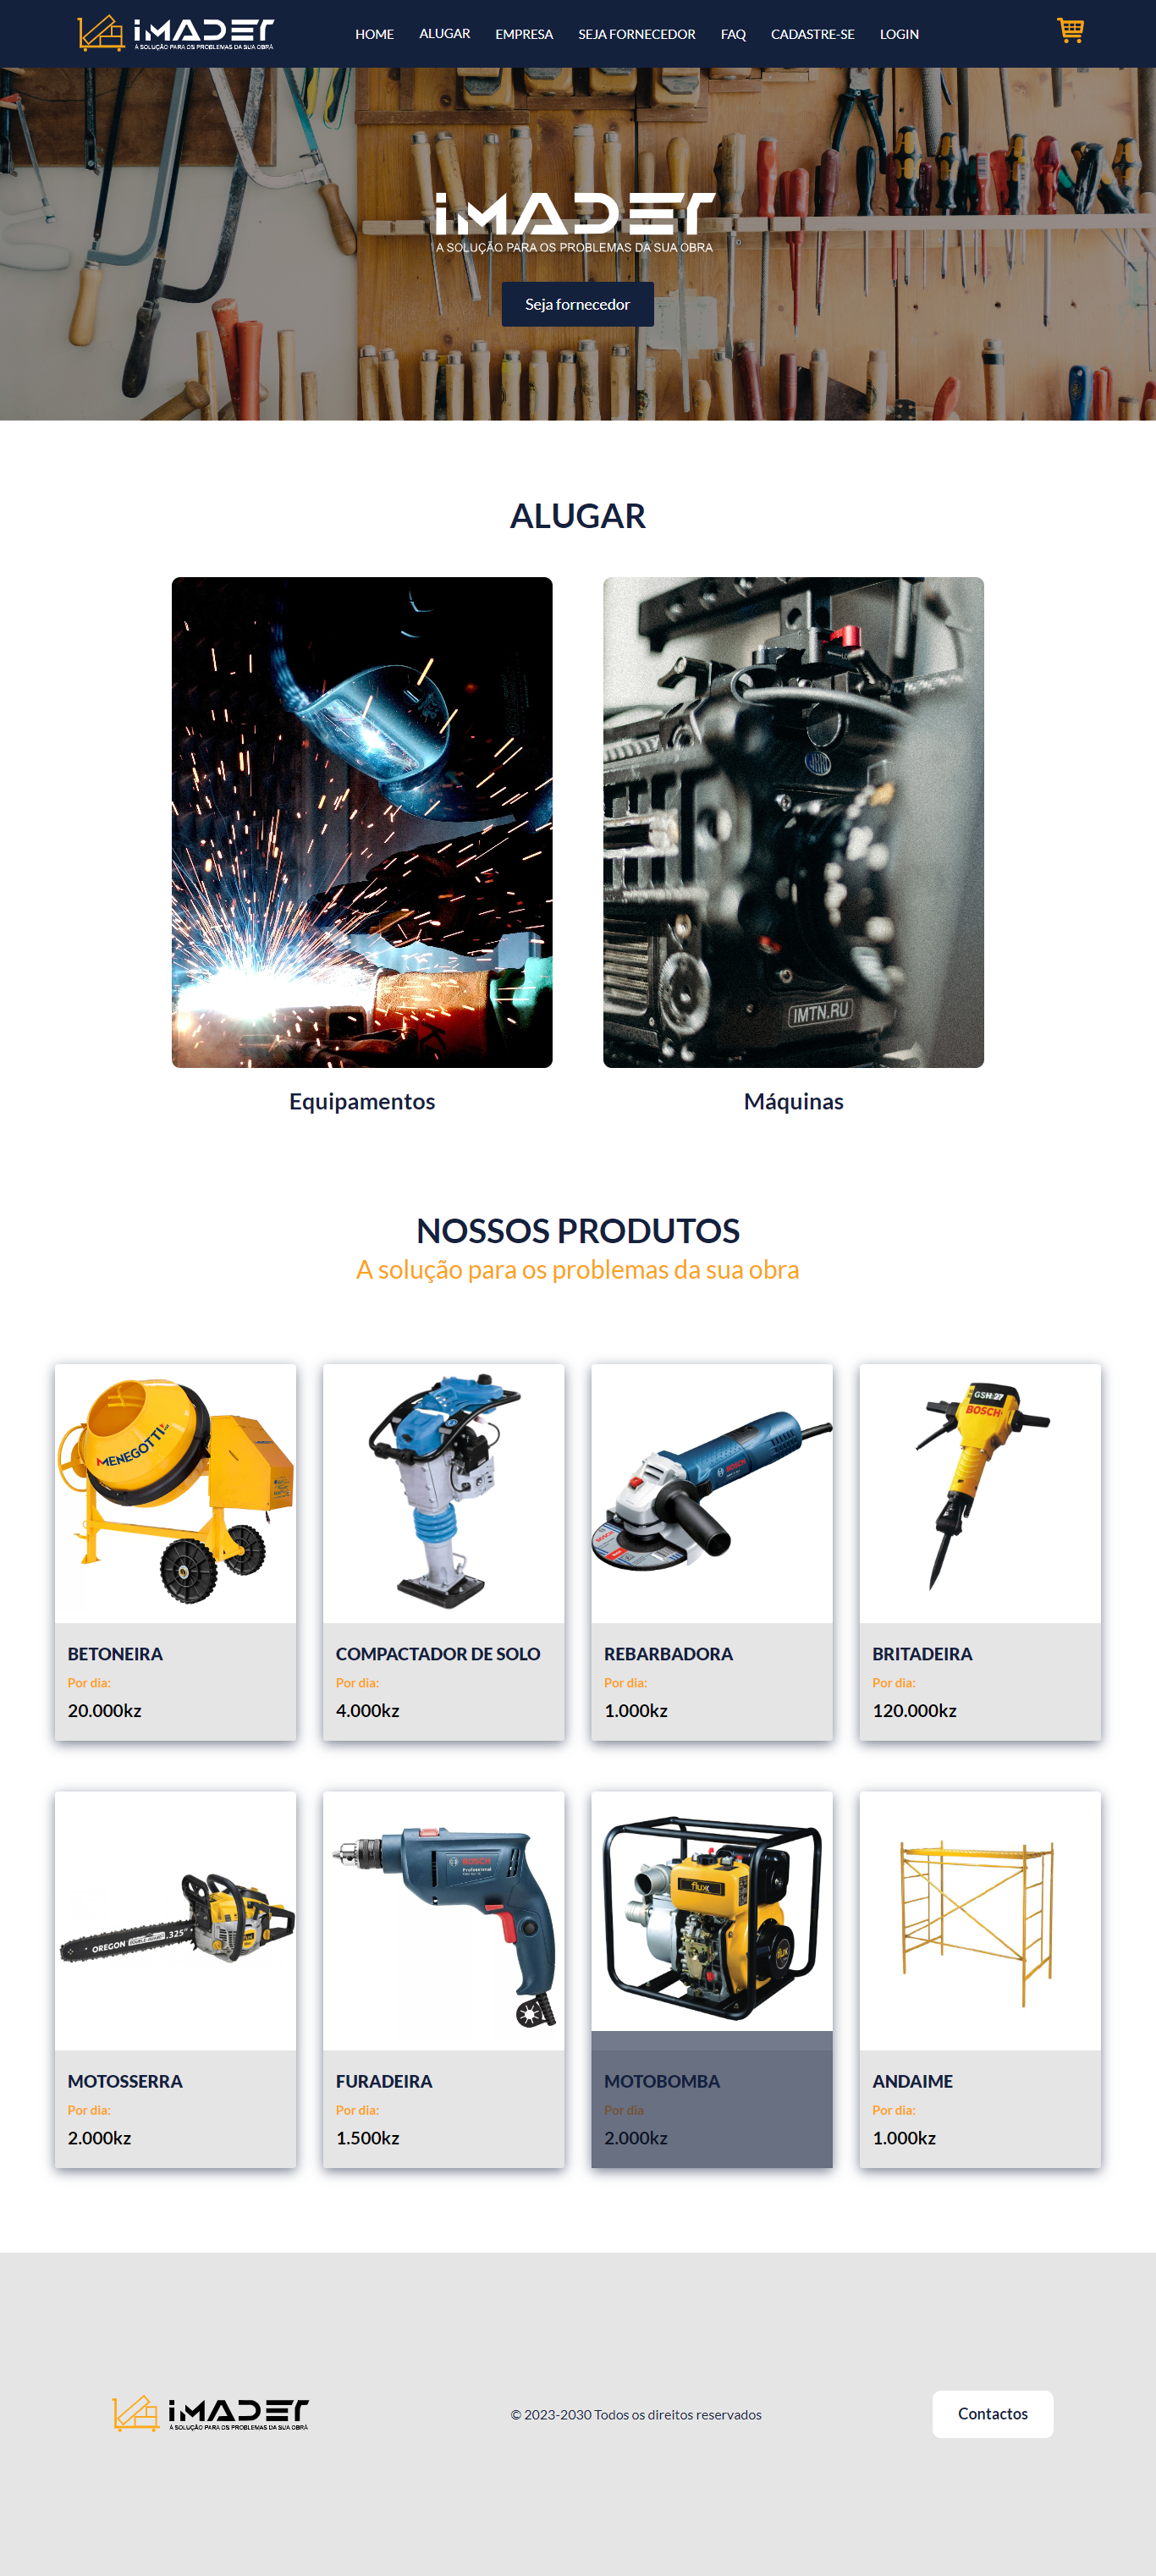 iMADET
A SOLUÇÃO PARA OS PROBLEMAS DA SUA OBRA
HOME
ALUGAR
EMPRESA
SEJA FORNECEDOR
FAQ
CADASTRE-SE
LOGIN
iMADET
A SOLUÇÃO PARA OS PROBLEMAS DA SUA OBRA
Seja fornecedor
ALUGAR
IMTN.RU
Equipamentos
Máquinas
NOSSOS PRODUTOS
A solução para os problemas da sua obra
MENEGOTTI
BOSCH
GSH 27
BOSCH
BETONEIRA
Por dia:
20.000kz
COMPACTADOR DE SOLO
Por dia:
4.000kz
REBARBADORA
Por dia:
1.000kz
BRITADEIRA
Por dia:
120.000kz
OREGON
.325"
BOSCH
Professional
flux
flux
MOTOSSERRA
Por dia:
2.000kz
FURADEIRA
Por dia:
1.500kz
MOTOBOMBA
Por dia
2.000kz
ANDAIME
Por dia:
1.000kz
iMADET
A SOLUÇÃO PARA OS PROBLEMAS DA SUA OBRA
© 2023-2030 Todos os direitos reservados
Contactos